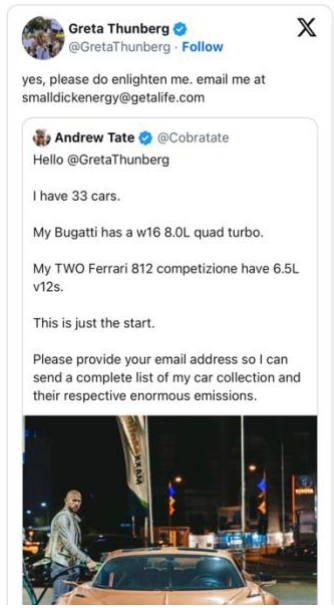 Greta Thunberg
@GretaThunberg · Follow
yes, please do enlighten me. email me at
smalldickenergy@getalife.com
Andrew Tate @Cobratate
Hello @GretaThunberg
I have 33 cars.
My Bugatti has a w16 8.0L quad turbo.
My TWO Ferrari 812 competizione have 6.5L
v12s.
This is just the start.
Please provide your email address so I can
send a complete list of my car collection and
their respective enormous emissions.